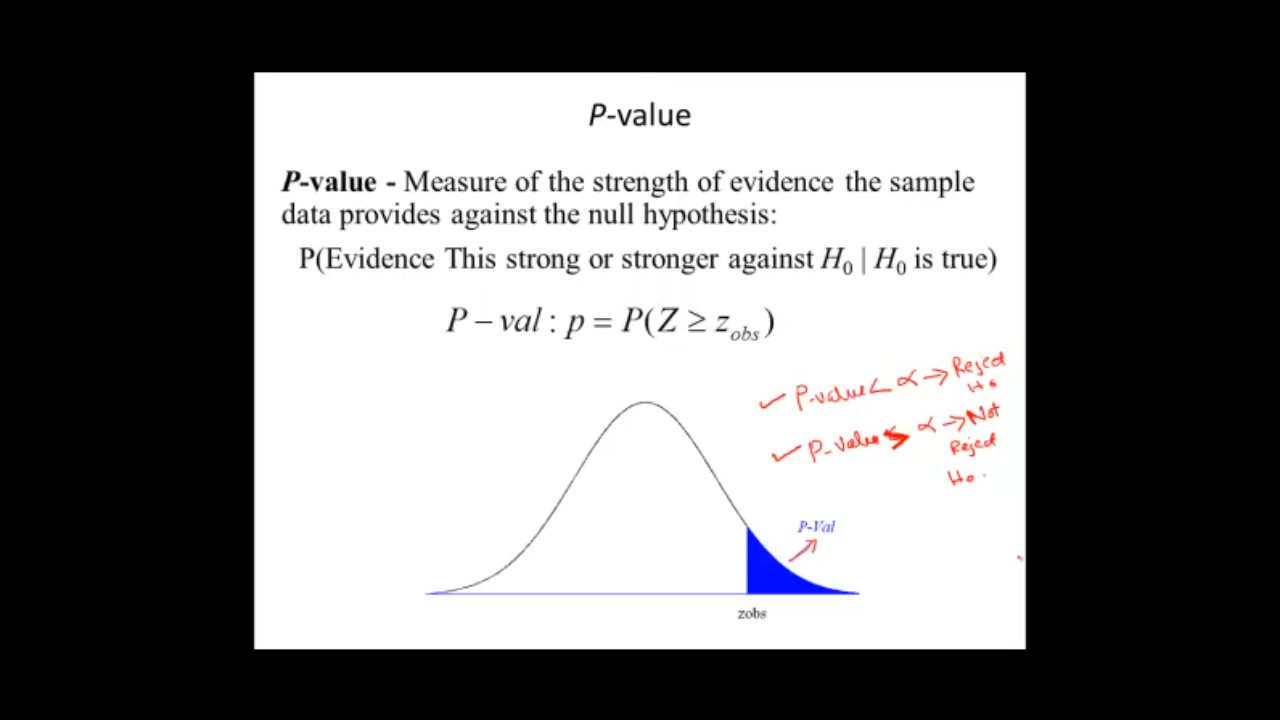 P-value
P-value - Measure of the strength of evidence the sample
data provides against the null hypothesis:
P(Evidence This strong or stronger against H₀ | H₀ is true)
P − val : p = P(Z ≥ z_obs)
✓ P-value < α → Reject
H₀
✓ P-value > α → Not
Reject
H₀.
P-Val
zobs